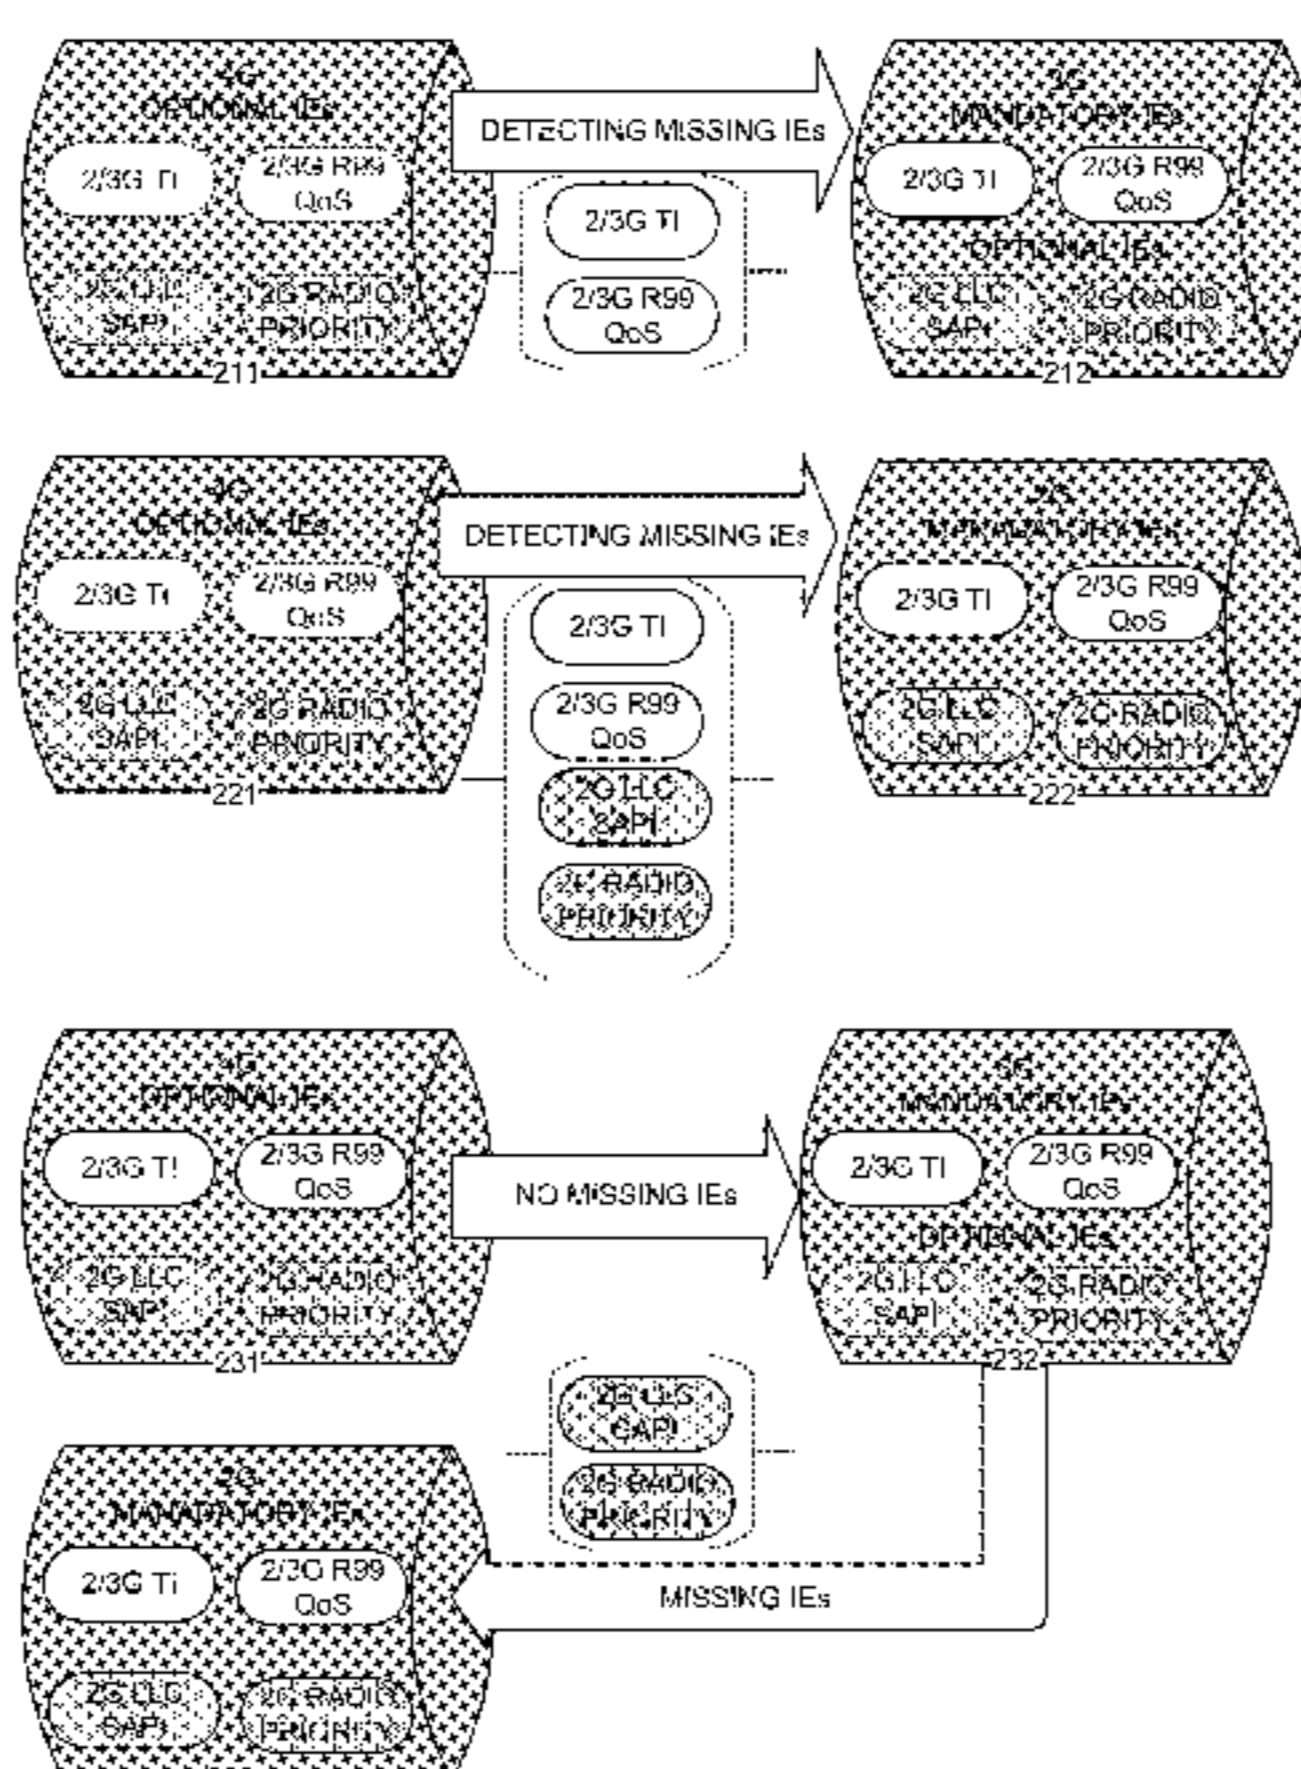 4G
OPTIONAL IEs
2/3G TI
2/3G R99
QoS
2G LLC
SAPI
2G RADIO
PRIORITY
211
DETECTING MISSING IEs
2/3G TI
2/3G R99
QoS
3G
MANDATORY IEs
2/3G TI
2/3G R99
QoS
OPTIONAL IEs
2G LLC
SAPI
2G RADIO
PRIORITY
212
4G
OPTIONAL IEs
2/3G TI
2/3G R99
QoS
2G LLC
SAPI
2G RADIO
PRIORITY
221
DETECTING MISSING IEs
2/3G TI
2/3G R99
QoS
2G LLC
SAPI
2G RADIO
PRIORITY
2G
MANADATORY IEs
2/3G TI
2/3G R99
QoS
2G LLC
SAPI
2G RADIO
PRIORITY
222
4G
OPTIONAL IEs
2/3G TI
2/3G R99
QoS
2G LLC
SAPI
2G RADIO
PRIORITY
231
NO MISSING IEs
3G
MANDATORY IEs
2/3G TI
2/3G R99
QoS
OPTIONAL IEs
2G LLC
SAPI
2G RADIO
PRIORITY
232
2G LLC
SAPI
2G RADIO
PRIORITY
MISSING IEs
2G
MANADATORY IEs
2/3G TI
2/3G R99
QoS
2G LLC
SAPI
2G RADIO
PRIORITY